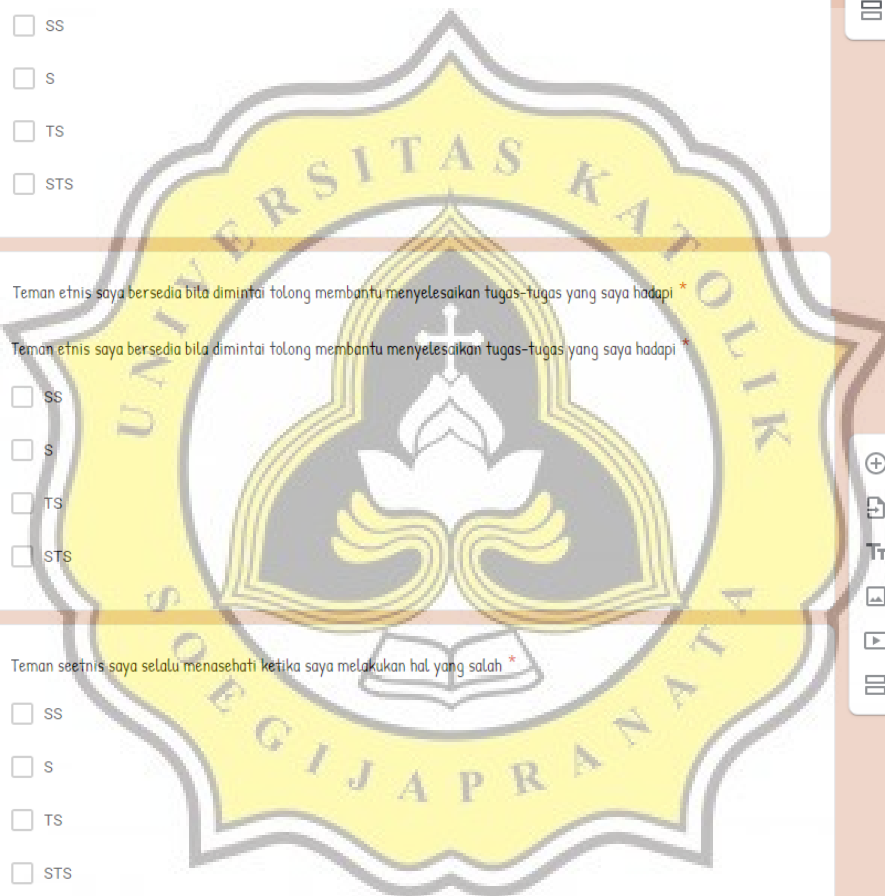 SS
S
TS
STS
UNIVERSITAS KATOLIK
Teman etnis saya bersedia bila dimintai tolong membantu menyelesaikan tugas-tugas yang saya hadapi *
Teman etnis saya bersedia bila dimintai tolong membantu menyelesaikan tugas-tugas yang saya hadapi *
SS
S
TS
STS
Teman seetnis saya selalu menasehati ketika saya melakukan hal yang salah *
SS
S
TS
STS
SOEGIJAPRANATA
Tт